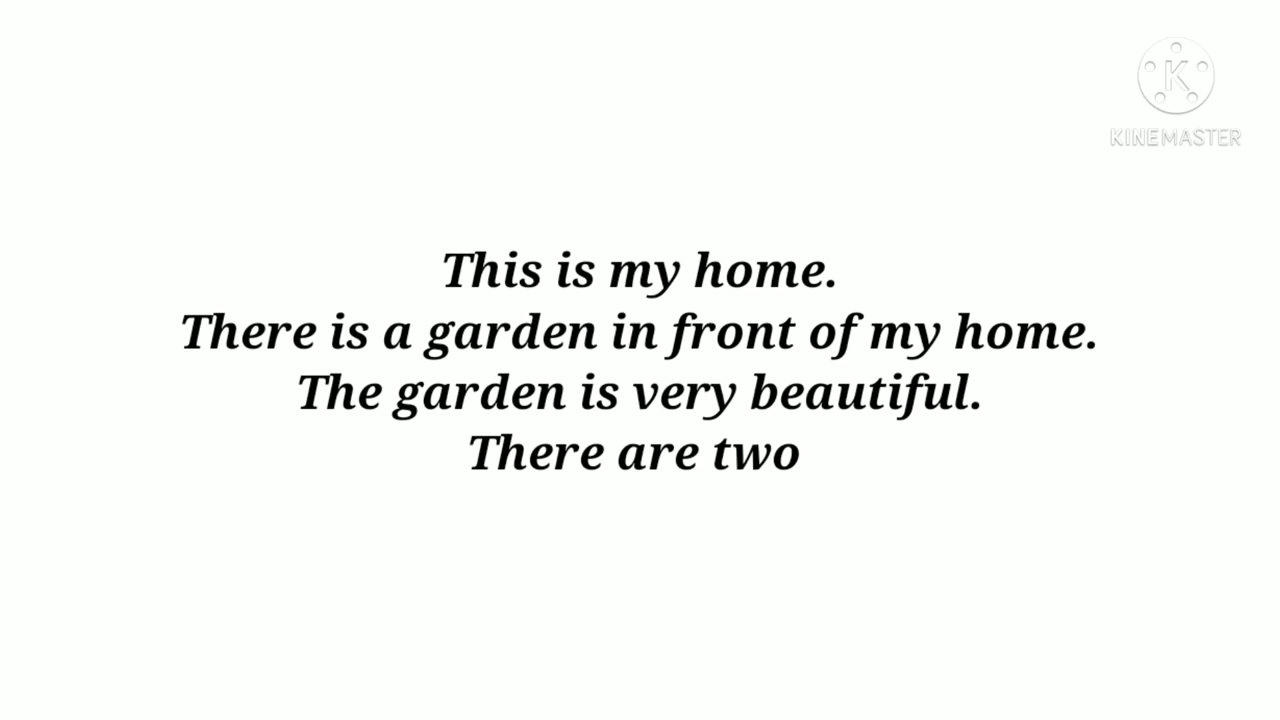 KINEMASTER
This is my home.
There is a garden in front of my home.
The garden is very beautiful.
There are two